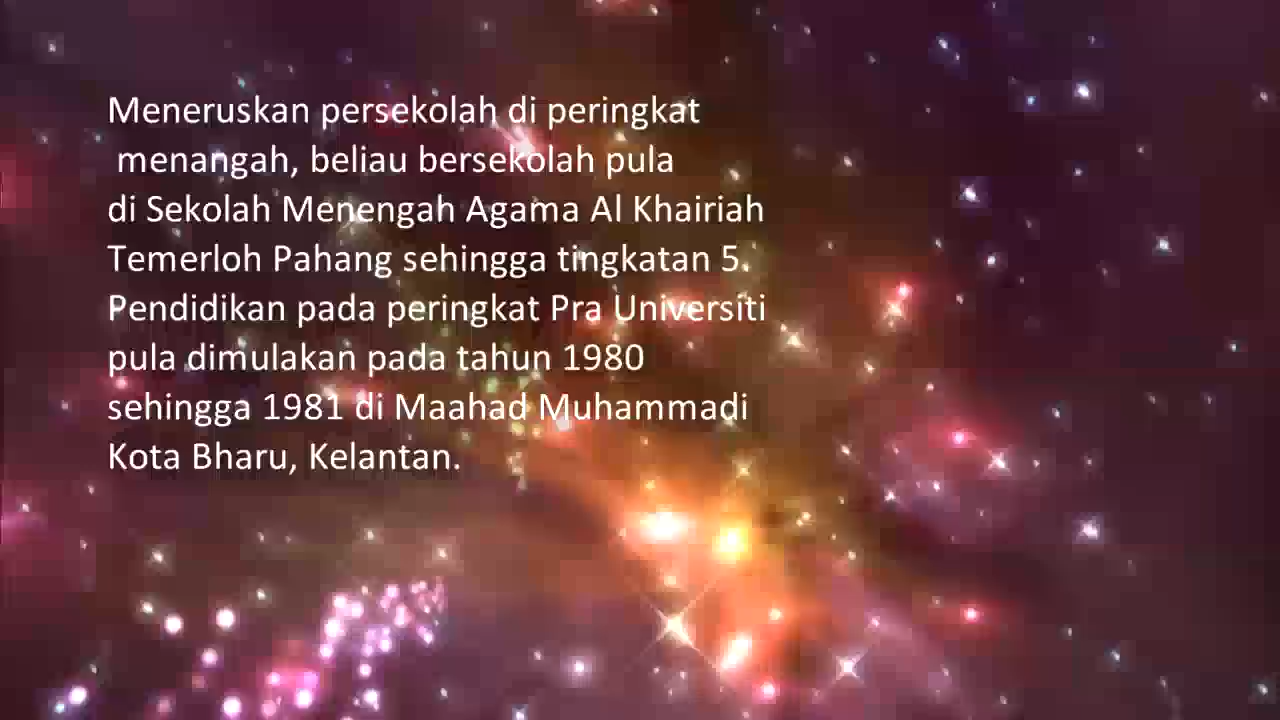 Meneruskan persekolah di peringkat
menangah, beliau bersekolah pula
di Sekolah Menengah Agama Al Khairiah
Temerloh Pahang sehingga tingkatan 5.
Pendidikan pada peringkat Pra Universiti
pula dimulakan pada tahun 1980
sehingga 1981 di Maahad Muhammadi
Kota Bharu, Kelantan.